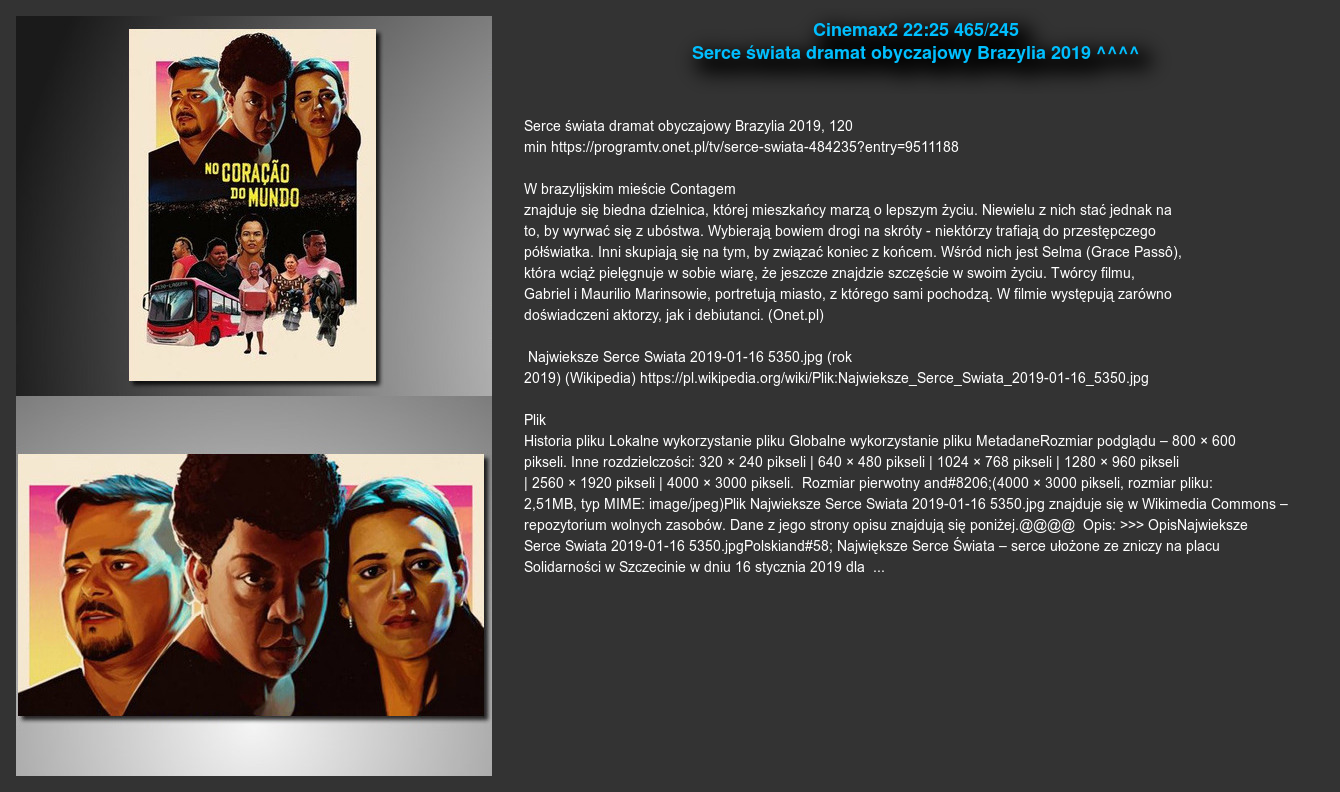 Cinemax2 22:25 465/245
Serce świata dramat obyczajowy Brazylia 2019 ^^^^
NO CORAÇÃO
DO MUNDO
2130-LAGUNA
Serce świata dramat obyczajowy Brazylia 2019, 120
min https://programtv.onet.pl/tv/serce-swiata-484235?entry=9511188
W brazylijskim mieście Contagem
znajduje się biedna dzielnica, której mieszkańcy marzą o lepszym życiu. Niewielu z nich stać jednak na
to, by wyrwać się z ubóstwa. Wybierają bowiem drogi na skróty - niektórzy trafiają do przestępczego
półświatka. Inni skupiają się na tym, by związać koniec z końcem. Wśród nich jest Selma (Grace Passô),
która wciąż pielęgnuje w sobie wiarę, że jeszcze znajdzie szczęście w swoim życiu. Twórcy filmu,
Gabriel i Maurilio Marinsowie, portretują miasto, z którego sami pochodzą. W filmie występują zarówno
doświadczeni aktorzy, jak i debiutanci. (Onet.pl)
Najwieksze Serce Swiata 2019-01-16 5350.jpg (rok
2019) (Wikipedia) https://pl.wikipedia.org/wiki/Plik:Najwieksze_Serce_Swiata_2019-01-16_5350.jpg
Plik
Historia pliku Lokalne wykorzystanie pliku Globalne wykorzystanie pliku MetadaneRozmiar podglądu – 800 × 600
pikseli. Inne rozdzielczości: 320 × 240 pikseli | 640 × 480 pikseli | 1024 × 768 pikseli | 1280 × 960 pikseli
| 2560 × 1920 pikseli | 4000 × 3000 pikseli.  Rozmiar pierwotny and#8206;(4000 × 3000 pikseli, rozmiar pliku:
2,51MB, typ MIME: image/jpeg)Plik Najwieksze Serce Swiata 2019-01-16 5350.jpg znajduje się w Wikimedia Commons –
repozytorium wolnych zasobów. Dane z jego strony opisu znajdują się poniżej.@@@@  Opis: >>> OpisNajwieksze
Serce Swiata 2019-01-16 5350.jpgPolskiand#58; Największe Serce Świata – serce ułożone ze zniczy na placu
Solidarności w Szczecinie w dniu 16 stycznia 2019 dla  ...